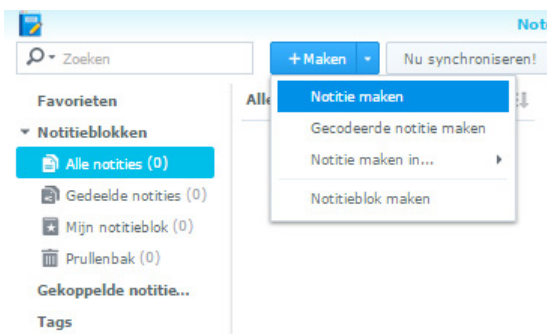 Noti
Zoeken
+Maken
Nu synchroniseren!
Favorieten
Alle
Notitie maken
Notitieblokken
Gecodeerde notitie maken
Alle notities (0)
Notitie maken in...
Gedeelde notities (0)
Mijn notitieblok (0)
Notitieblok maken
Prullenbak (0)
Gekoppelde notitie...
Tags